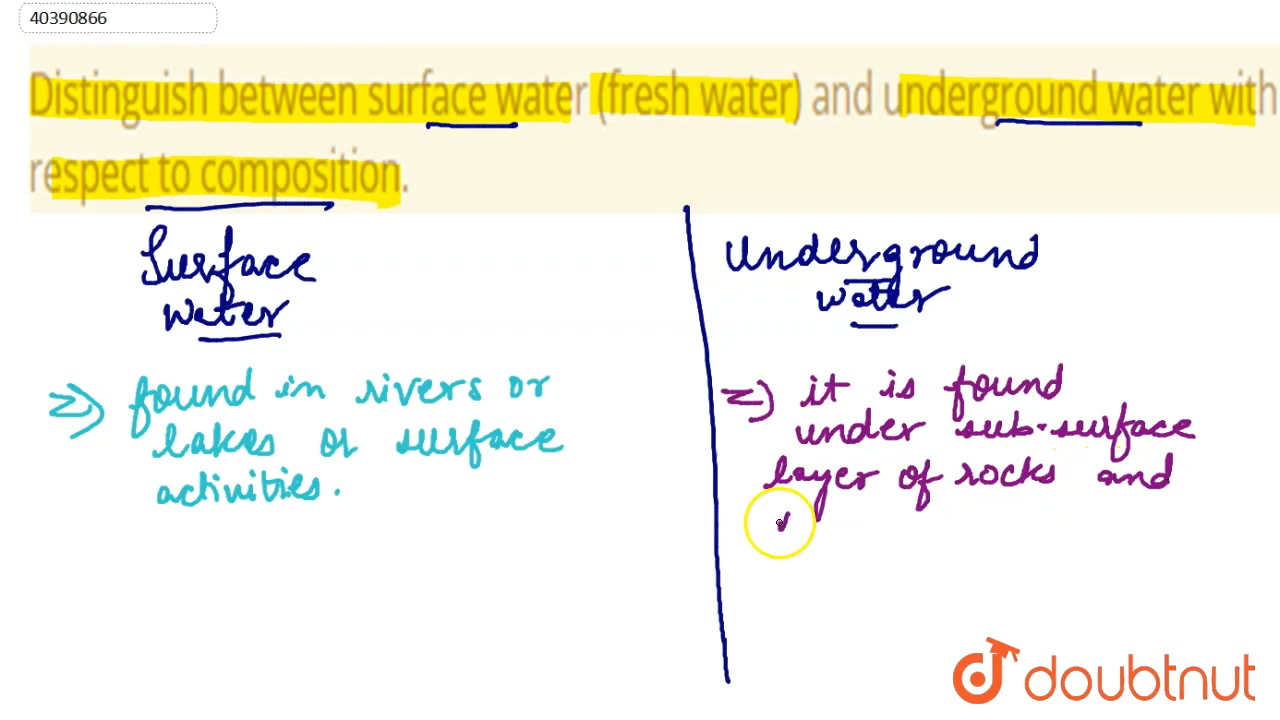 40390866
Distinguish between surface water (fresh water) and underground water with
respect to composition.
Surface
water
Underground
water
=> found in rivers or
lakes or surface
activities.
=> it is found
under sub-surface
layer of rocks and
doubtnut